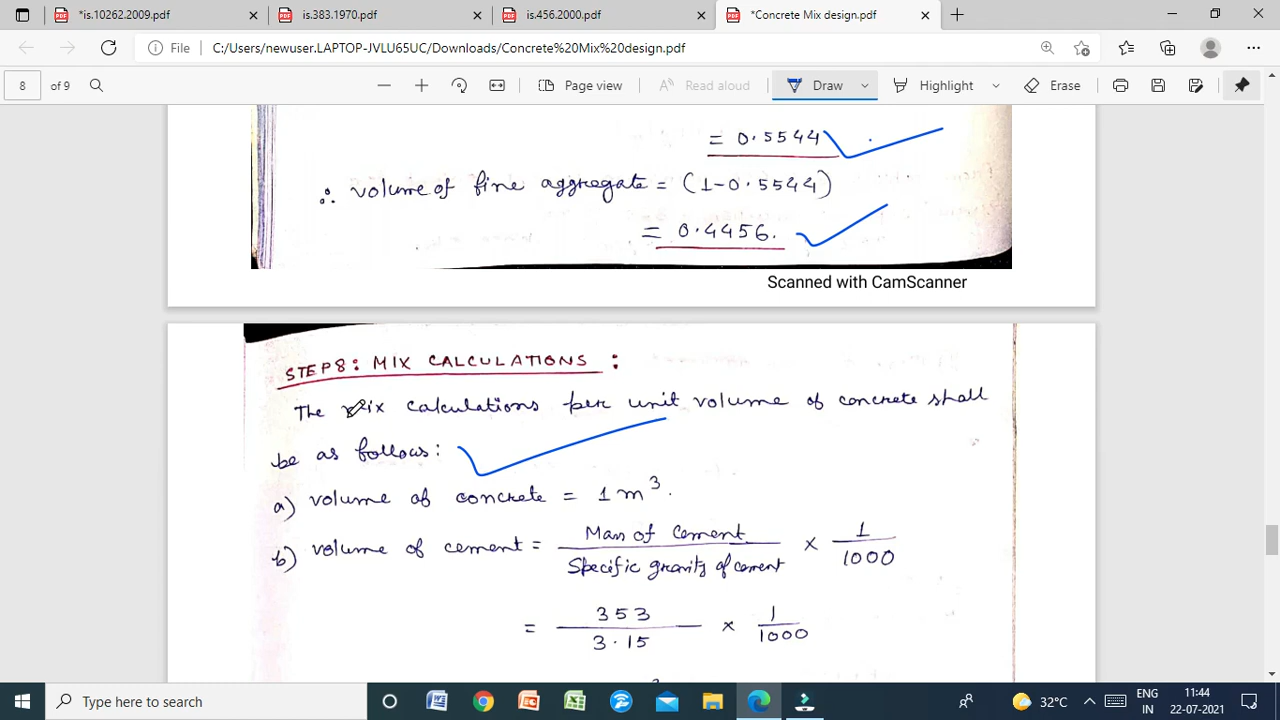 *is.10262.2009.pdf
is.383.1970.pdf
is.456.2000.pdf
*Concrete Mix design.pdf
File C:/Users/newuser.LAPTOP-JVLU65UC/Downloads/Concrete%20Mix%20design.pdf
8 of 9 Page view Read aloud Draw Highlight Erase
= 0.5544
∴ volume of fine aggregate = (1-0.5544)
= 0.4456.
Scanned with CamScanner
STEP8: MIX CALCULATIONS :
The Mix calculations per unit volume of concrete shall
be as follows:
a) volume of concrete = 1m³.
b) volume of cement = Mass of cement / Specific gravity of cement × 1/1000
= 353/3.15 × 1/1000
Type here to search
32°C
ENG
IN
11:44
22-07-2021